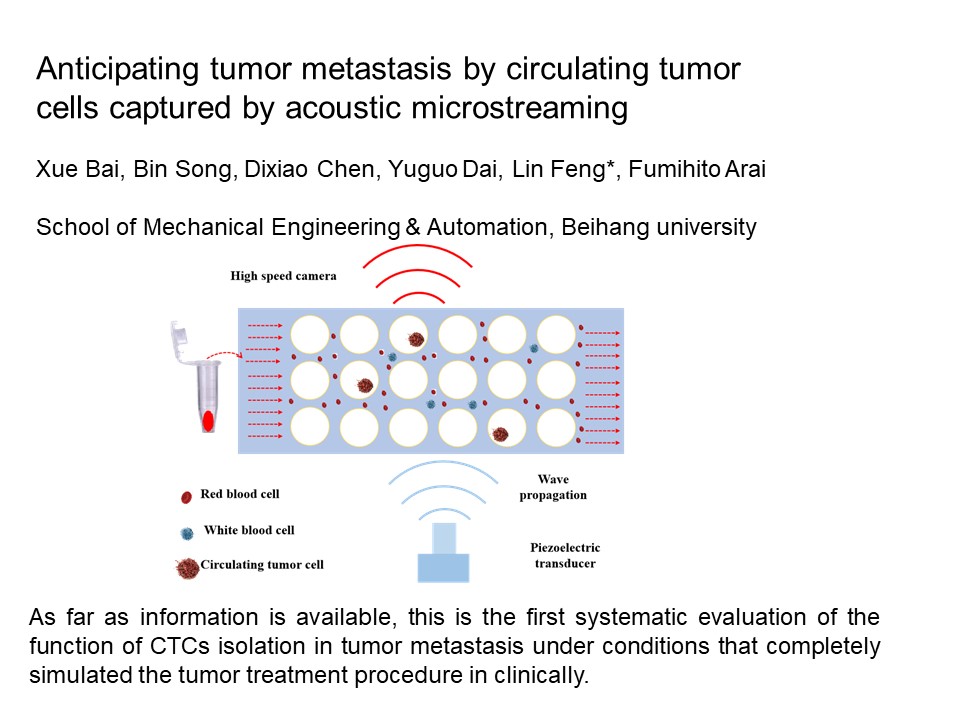 Anticipating tumor metastasis by circulating tumor
cells captured by acoustic microstreaming
Xue Bai, Bin Song, Dixiao Chen, Yuguo Dai, Lin Feng*, Fumihito Arai
School of Mechanical Engineering & Automation, Beihang university
High speed camera
Wave
propagation
Red blood cell
White blood cell
Piezoelectric
transducer
Circulating tumor cell
As far as information is available, this is the first systematic evaluation of the
function of CTCs isolation in tumor metastasis under conditions that completely
simulated the tumor treatment procedure in clinically.